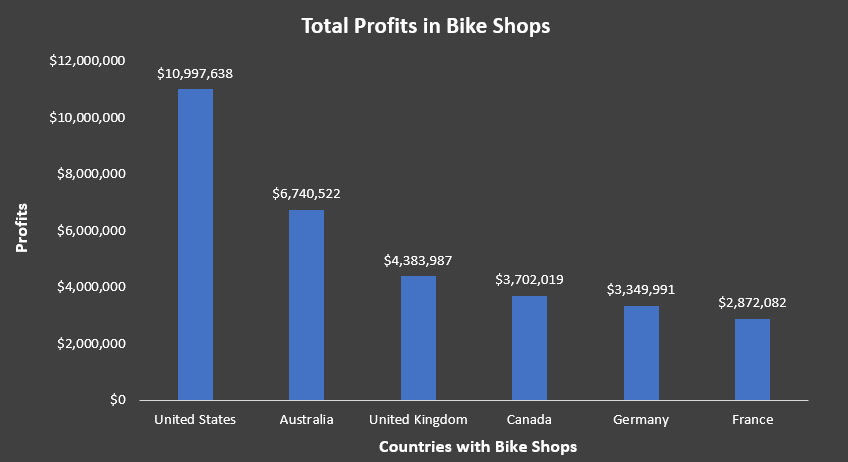 Total Profits in Bike Shops
$12,000,000
$10,000,000
$8,000,000
$6,000,000
$4,000,000
$2,000,000
$0
Profits
$10,997,638
$6,740,522
$4,383,987
$3,702,019
$3,349,991
$2,872,082
United States
Australia
United Kingdom
Canada
Germany
France
Countries with Bike Shops